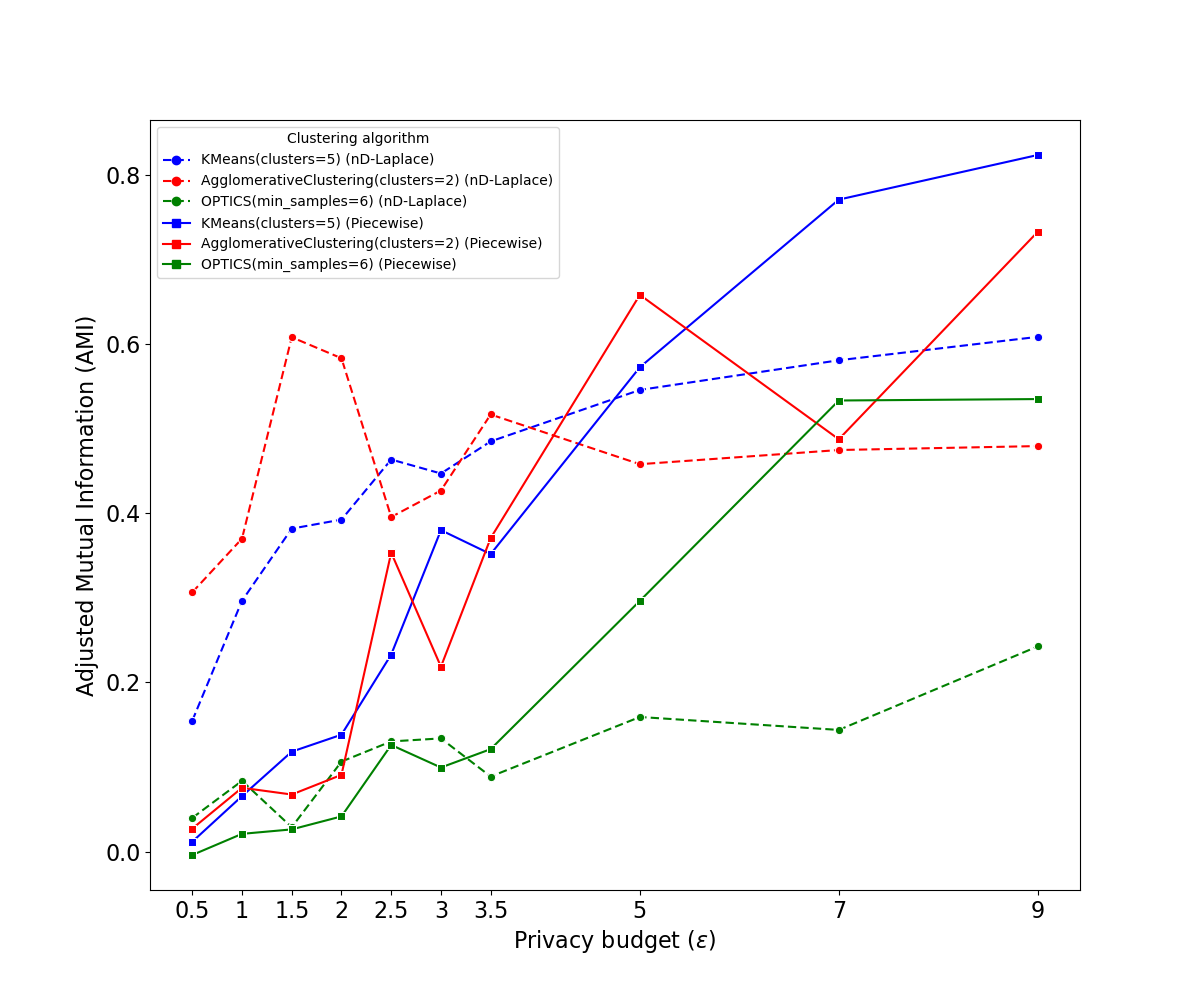 Clustering algorithm
KMeans(clusters=5) (nD-Laplace)
AgglomerativeClustering(clusters=2) (nD-Laplace)
OPTICS(min_samples=6) (nD-Laplace)
KMeans(clusters=5) (Piecewise)
AgglomerativeClustering(clusters=2) (Piecewise)
OPTICS(min_samples=6) (Piecewise)
Adjusted Mutual Information (AMI)
0.8
0.6
0.4
0.2
0.0
0.5 1 1.5 2 2.5 3 3.5 5 7 9
Privacy budget (ε)